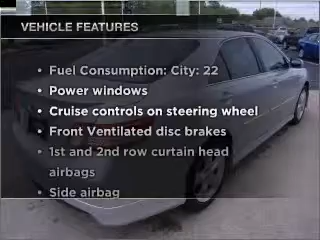 VEHICLE FEATURES
• Fuel Consumption: City: 22
• Power windows
• Cruise controls on steering wheel
• Front Ventilated disc brakes
• 1st and 2nd row curtain head
airbags
• Side airbag